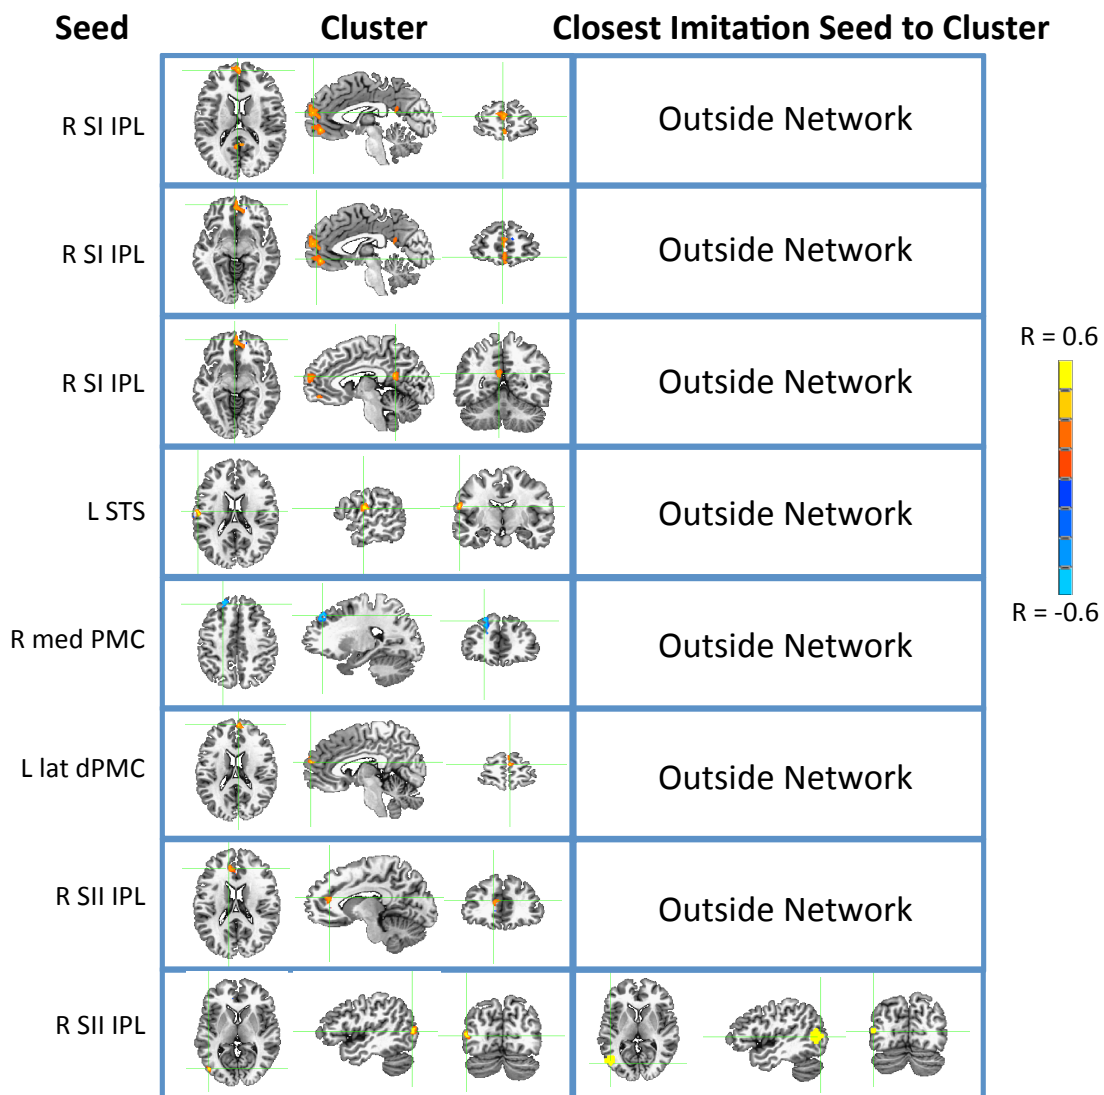 Seed Cluster Closest Imitation Seed to Cluster
R SI IPL Outside Network
R SI IPL Outside Network
R = 0.6
R SI IPL Outside Network
L STS Outside Network
R = -0.6
R med PMC Outside Network
L lat dPMC Outside Network
R SII IPL Outside Network
R SII IPL